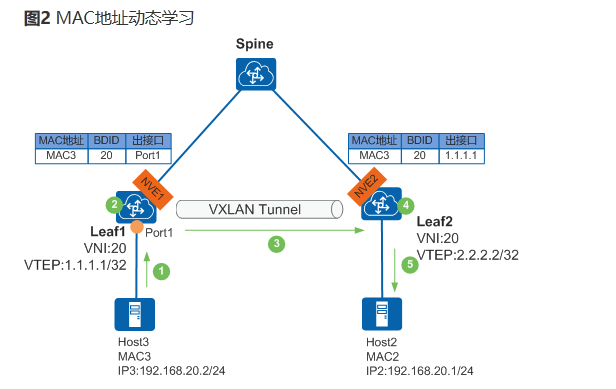 图2 MAC地址动态学习
Spine
MAC地址 BDID 出接口
MAC3 20 Port1
MAC地址 BDID 出接口
MAC3 20 1.1.1.1
NVE1
NVE2
2
VXLAN Tunnel
4
Leaf1
Port1
VNI:20
VTEP:1.1.1.1/32
3
Leaf2
VNI:20
VTEP:2.2.2.2/32
1
5
Host3
MAC3
IP3:192.168.20.2/24
Host2
MAC2
IP2:192.168.20.1/24